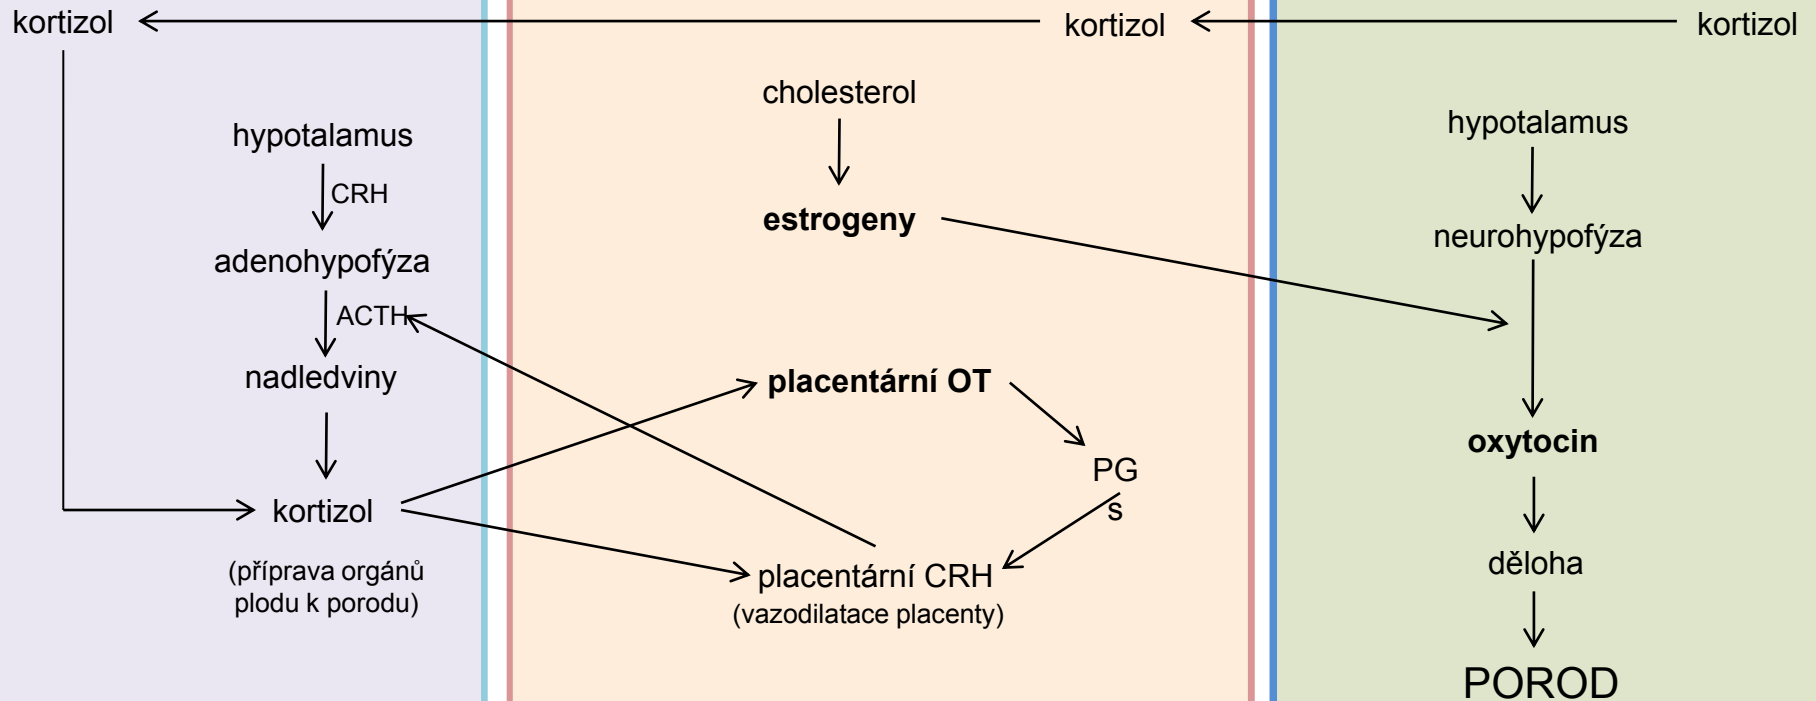 kortizol
kortizol
kortizol
hypotalamus
CRH
adenohypofýza
ACTH
nadledviny
kortizol
(příprava orgánů
plodu k porodu)
cholesterol
estrogeny
placentární OT
PG
s
placentární CRH
(vazodilatace placenty)
hypotalamus
neurohypofýza
oxytocin
děloha
POROD